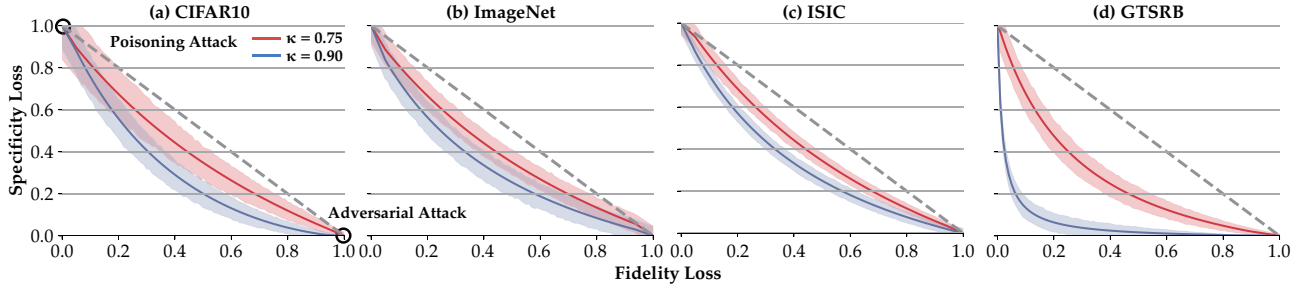 (a) CIFAR10
(b) ImageNet
(c) ISIC
(d) GTSRB
Specificity Loss
1.0
0.8
0.6
0.4
0.2
0.0
Poisoning Attack
κ = 0.75
κ = 0.90
Adversarial Attack
0.0 0.2 0.4 0.6 0.8 1.0
0.0 0.2 0.4 0.6 0.8 1.0
0.0 0.2 0.4 0.6 0.8 1.0
0.0 0.2 0.4 0.6 0.8 1.0
Fidelity Loss